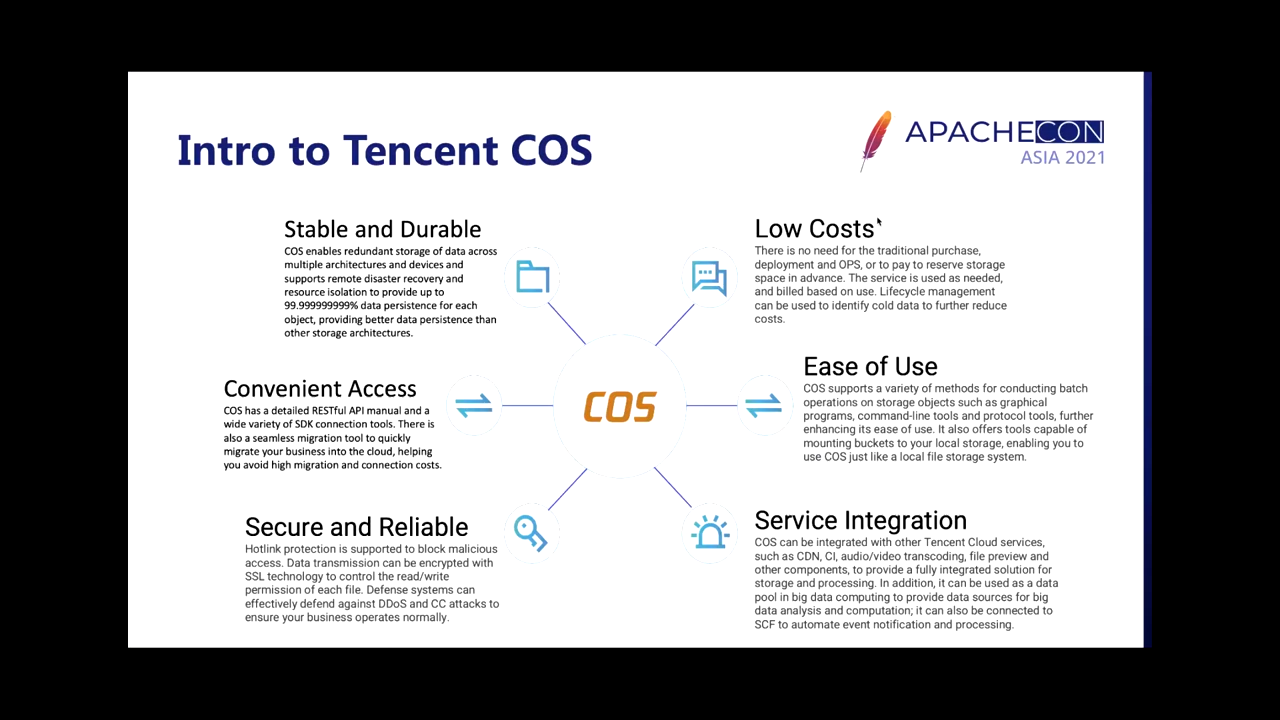 Intro to Tencent COS
APACHECON
ASIA 2021
Stable and Durable
COS enables redundant storage of data across
multiple architectures and devices and
supports remote disaster recovery and
resource isolation to provide up to
99.999999999% data persistence for each
object, providing better data persistence than
other storage architectures.
Low Costs
There is no need for the traditional purchase,
deployment and OPS, or to pay to reserve storage
space in advance. The service is used as needed,
and billed based on use. Lifecycle management
can be used to identify cold data to further reduce
costs.
Convenient Access
COS has a detailed RESTful API manual and a
wide variety of SDK connection tools. There is
also a seamless migration tool to quickly
migrate your business into the cloud, helping
you avoid high migration and connection costs.
COS
Ease of Use
COS supports a variety of methods for conducting batch
operations on storage objects such as graphical
programs, command-line tools and protocol tools, further
enhancing its ease of use. It also offers tools capable of
mounting buckets to your local storage, enabling you to
use COS just like a local file storage system.
Secure and Reliable
Hotlink protection is supported to block malicious
access. Data transmission can be encrypted with
SSL technology to control the read/write
permission of each file. Defense systems can
effectively defend against DDoS and CC attacks to
ensure your business operates normally.
Service Integration
COS can be integrated with other Tencent Cloud services,
such as CDN, CI, audio/video transcoding, file preview and
other components, to provide a fully integrated solution for
storage and processing. In addition, it can be used as a data
pool in big data computing to provide data sources for big
data analysis and computation; it can also be connected to
SCF to automate event notification and processing.